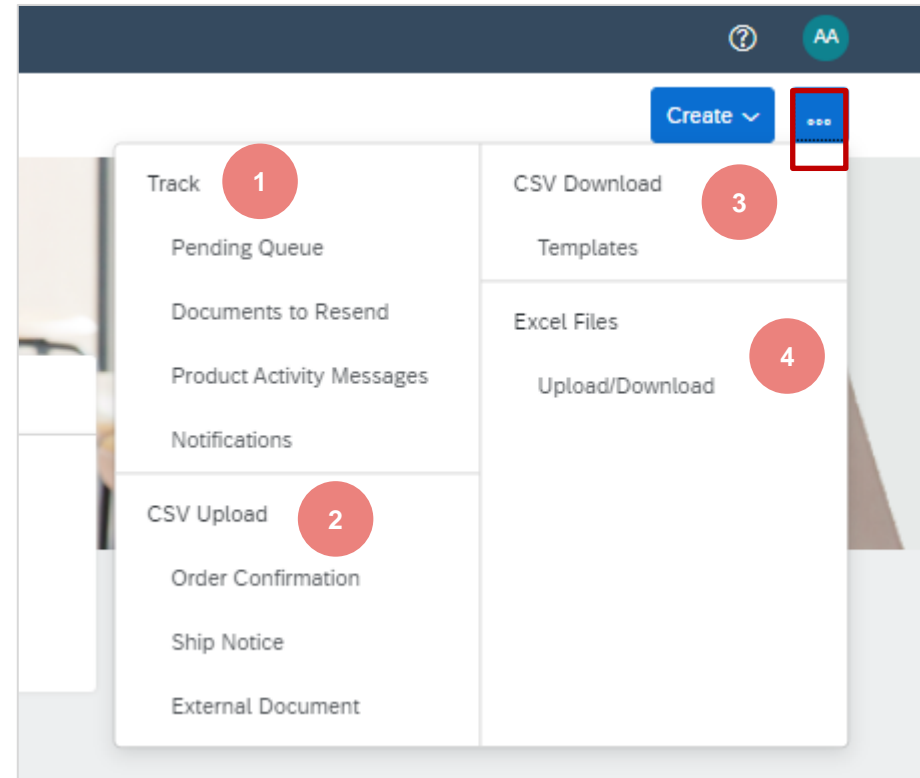 ?
AA
Create
Track 1
Pending Queue
Documents to Resend
Product Activity Messages
Notifications
CSV Upload 2
Order Confirmation
Ship Notice
External Document
CSV Download 3
Templates
Excel Files
4
Upload/Download